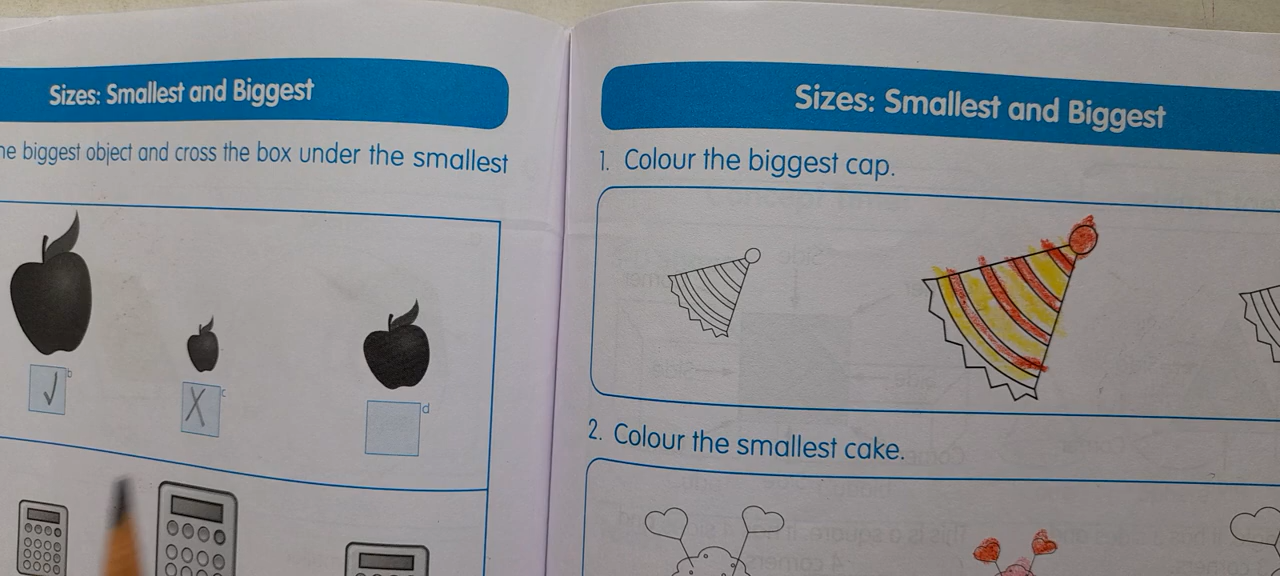 Sizes: Smallest and Biggest
he biggest object and cross the box under the smallest
b
c
d
Sizes: Smallest and Biggest
1. Colour the biggest cap.
2. Colour the smallest cake.